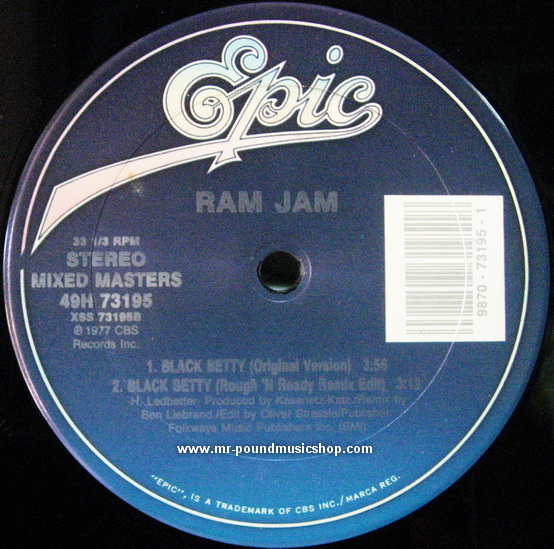 Epic
RAM JAM
33 1/3 RPM
STEREO
MIXED MASTERS
49H 73195
XSS 73195B
℗ 1977 CBS
Records Inc.
9870 - 73195 - 1
1. BLACK BETTY (Original Version) 3:56
2. BLACK BETTY (Rough 'N Ready Remix Edit) 3:12
-H. Ledbetter- Produced by Kasenetz-Katz./Remix by
Ben Liebrand./Edit by Oliver Strassle/Publisher:
Folkways Music Publishers Inc. (BMI)
www.mr-poundmusicshop.com
"EPIC", IS A TRADEMARK OF CBS INC./MARCA REG.